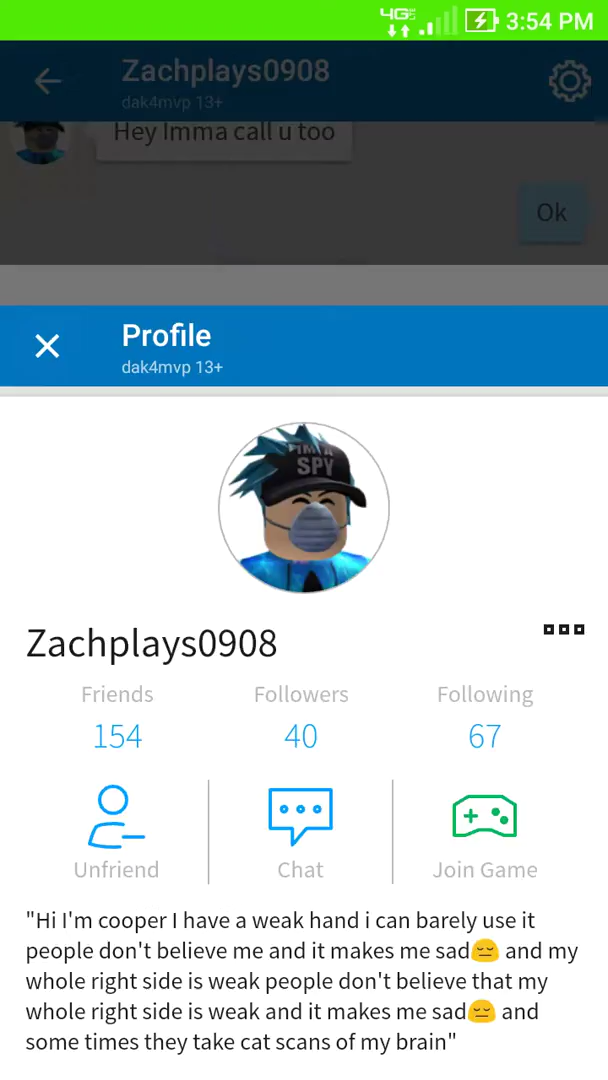 4G
3:54 PM
Zachplays0908
dak4mvp 13+
Hey Imma call u too
Ok
Profile
dak4mvp 13+
SPY
Zachplays0908
Friends
Followers
Following
154
40
67
Unfriend
Chat
Join Game
"Hi I'm cooper I have a weak hand i can barely use it
people don't believe me and it makes me sad😔 and my
whole right side is weak people don't believe that my
whole right side is weak and it makes me sad😔 and
some times they take cat scans of my brain"